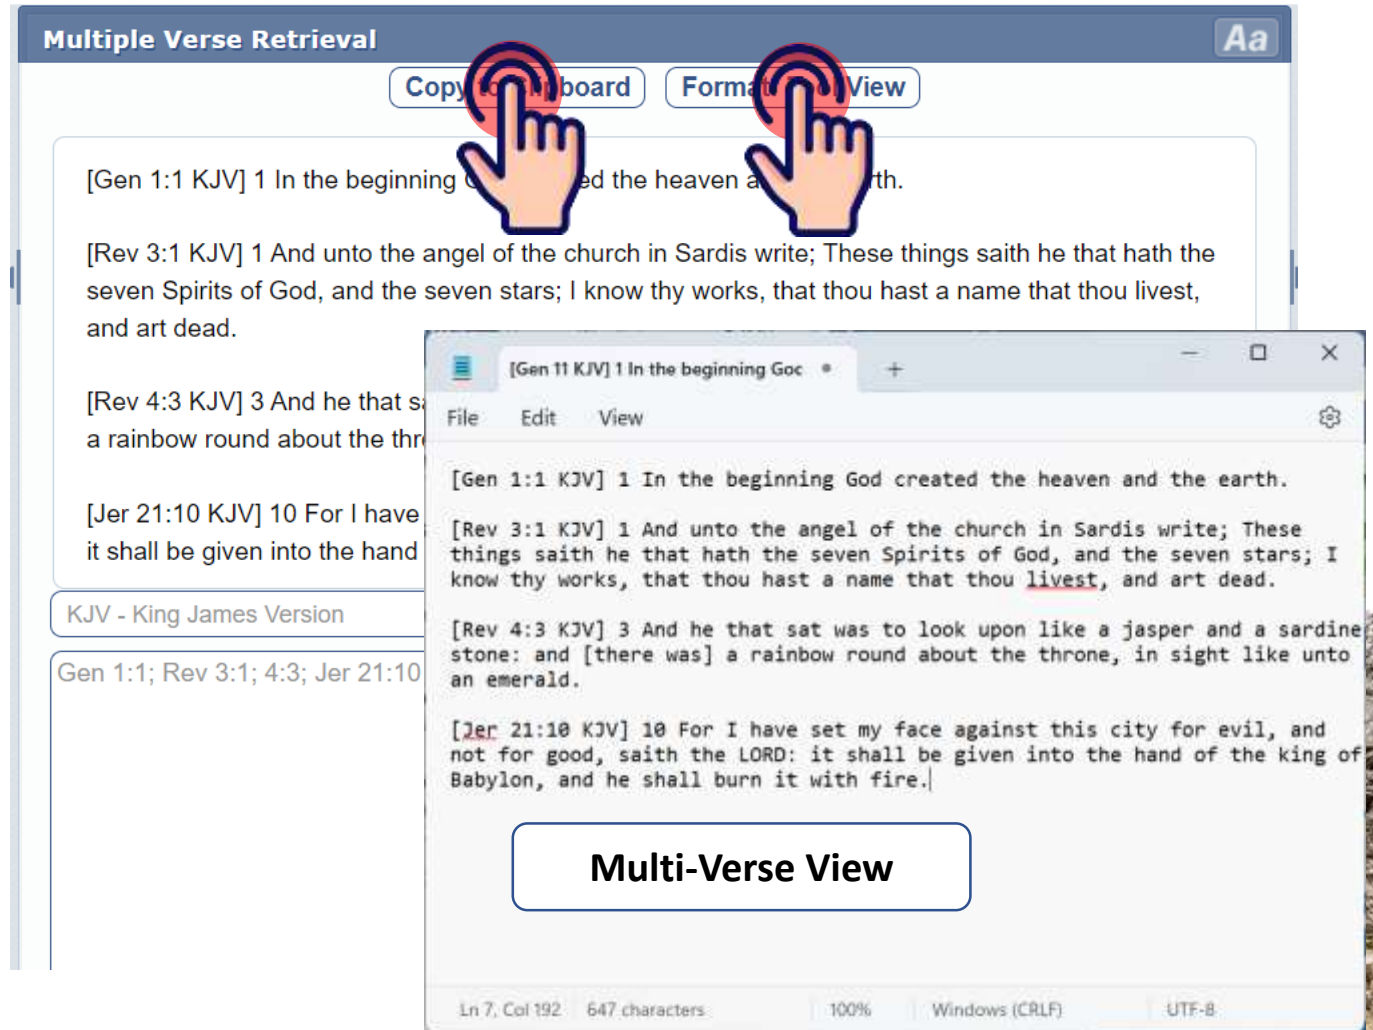 Multiple Verse Retrieval
Aa
Copy to Clipboard
Format View
[Gen 1:1 KJV] 1 In the beginning the heaven
[Rev 3:1 KJV] 1 And unto the angel of the church in Sardis write; These things saith he that hath the
seven Spirits of God, and the seven stars; I know thy works, that thou hast a name that thou livest,
and art dead.
[Rev 4:3 KJV] 3 And he that
a rainbow round about the
[Jer 21:10 KJV] 10 For I have
it shall be given into the hand
KJV - King James Version
Gen 1:1; Rev 3:1; 4:3; Jer 21:10
[Gen 11 KJV] 1 In the beginning Goc
File Edit View
[Gen 1:1 KJV] 1 In the beginning God created the heaven and the earth.
[Rev 3:1 KJV] 1 And unto the angel of the church in Sardis write; These
things saith he that hath the seven Spirits of God, and the seven stars; I
know thy works, that thou hast a name that thou livest, and art dead.
[Rev 4:3 KJV] 3 And he that sat was to look upon like a jasper and a sardine
stone: and [there was] a rainbow round about the throne, in sight like unto
an emerald.
[Jer 21:10 KJV] 10 For I have set my face against this city for evil, and
not for good, saith the LORD: it shall be given into the hand of the king of
Babylon, and he shall burn it with fire.
Multi-Verse View
Ln 7, Col 192 647 characters 100% Windows (CRLF) UTF-8